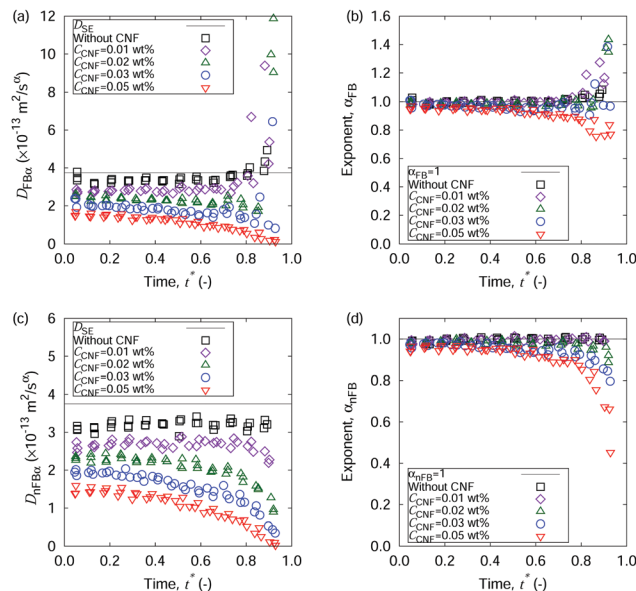 (a)
D_SE
Without CNF
C_CNF=0.01 wt%
C_CNF=0.02 wt%
C_CNF=0.03 wt%
C_CNF=0.05 wt%
D_FBα (×10⁻¹³ m²/s^α)
12
10
8
6
4
2
0
0.0 0.2 0.4 0.6 0.8 1.0
Time, t* (-)
(b)
Exponent, α_FB
1.6
1.4
1.2
1.0
0.8
0.6
0.4
0.2
0.0
α_FB=1
Without CNF
C_CNF=0.01 wt%
C_CNF=0.02 wt%
C_CNF=0.03 wt%
C_CNF=0.05 wt%
0.0 0.2 0.4 0.6 0.8 1.0
Time, t* (-)
(c)
D_SE
Without CNF
C_CNF=0.01 wt%
C_CNF=0.02 wt%
C_CNF=0.03 wt%
C_CNF=0.05 wt%
D_nFBα (×10⁻¹³ m²/s^α)
6
5
4
3
2
1
0
0.0 0.2 0.4 0.6 0.8 1.0
Time, t* (-)
(d)
Exponent, α_nFB
1.0
0.8
0.6
0.4
0.2
0.0
α_nFB=1
Without CNF
C_CNF=0.01 wt%
C_CNF=0.02 wt%
C_CNF=0.03 wt%
C_CNF=0.05 wt%
0.0 0.2 0.4 0.6 0.8 1.0
Time, t* (-)